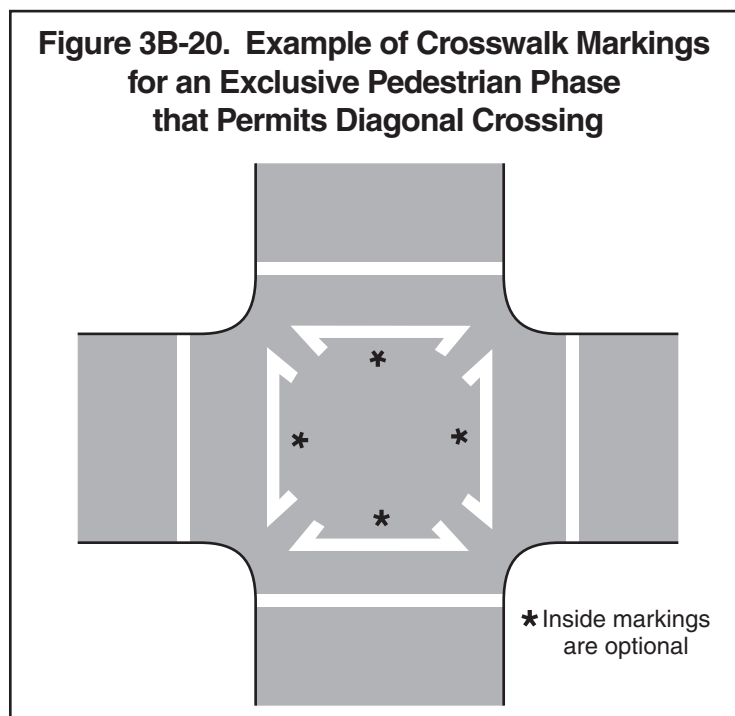 Figure 3B-20.  Example of Crosswalk Markings
for an Exclusive Pedestrian Phase
that Permits Diagonal Crossing
*
*
*
*
* Inside markings
are optional